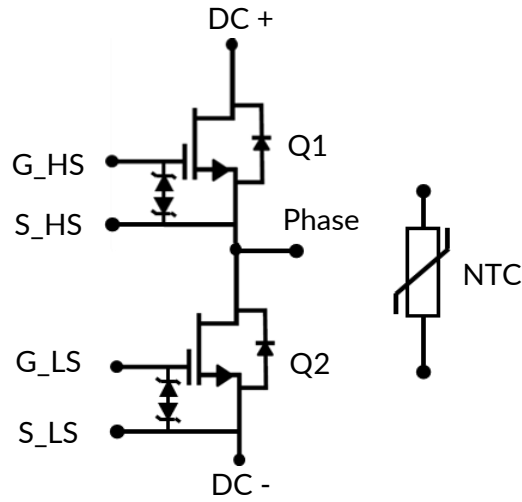 DC +
G_HS
Q1
S_HS
Phase
NTC
G_LS
Q2
S_LS
DC -